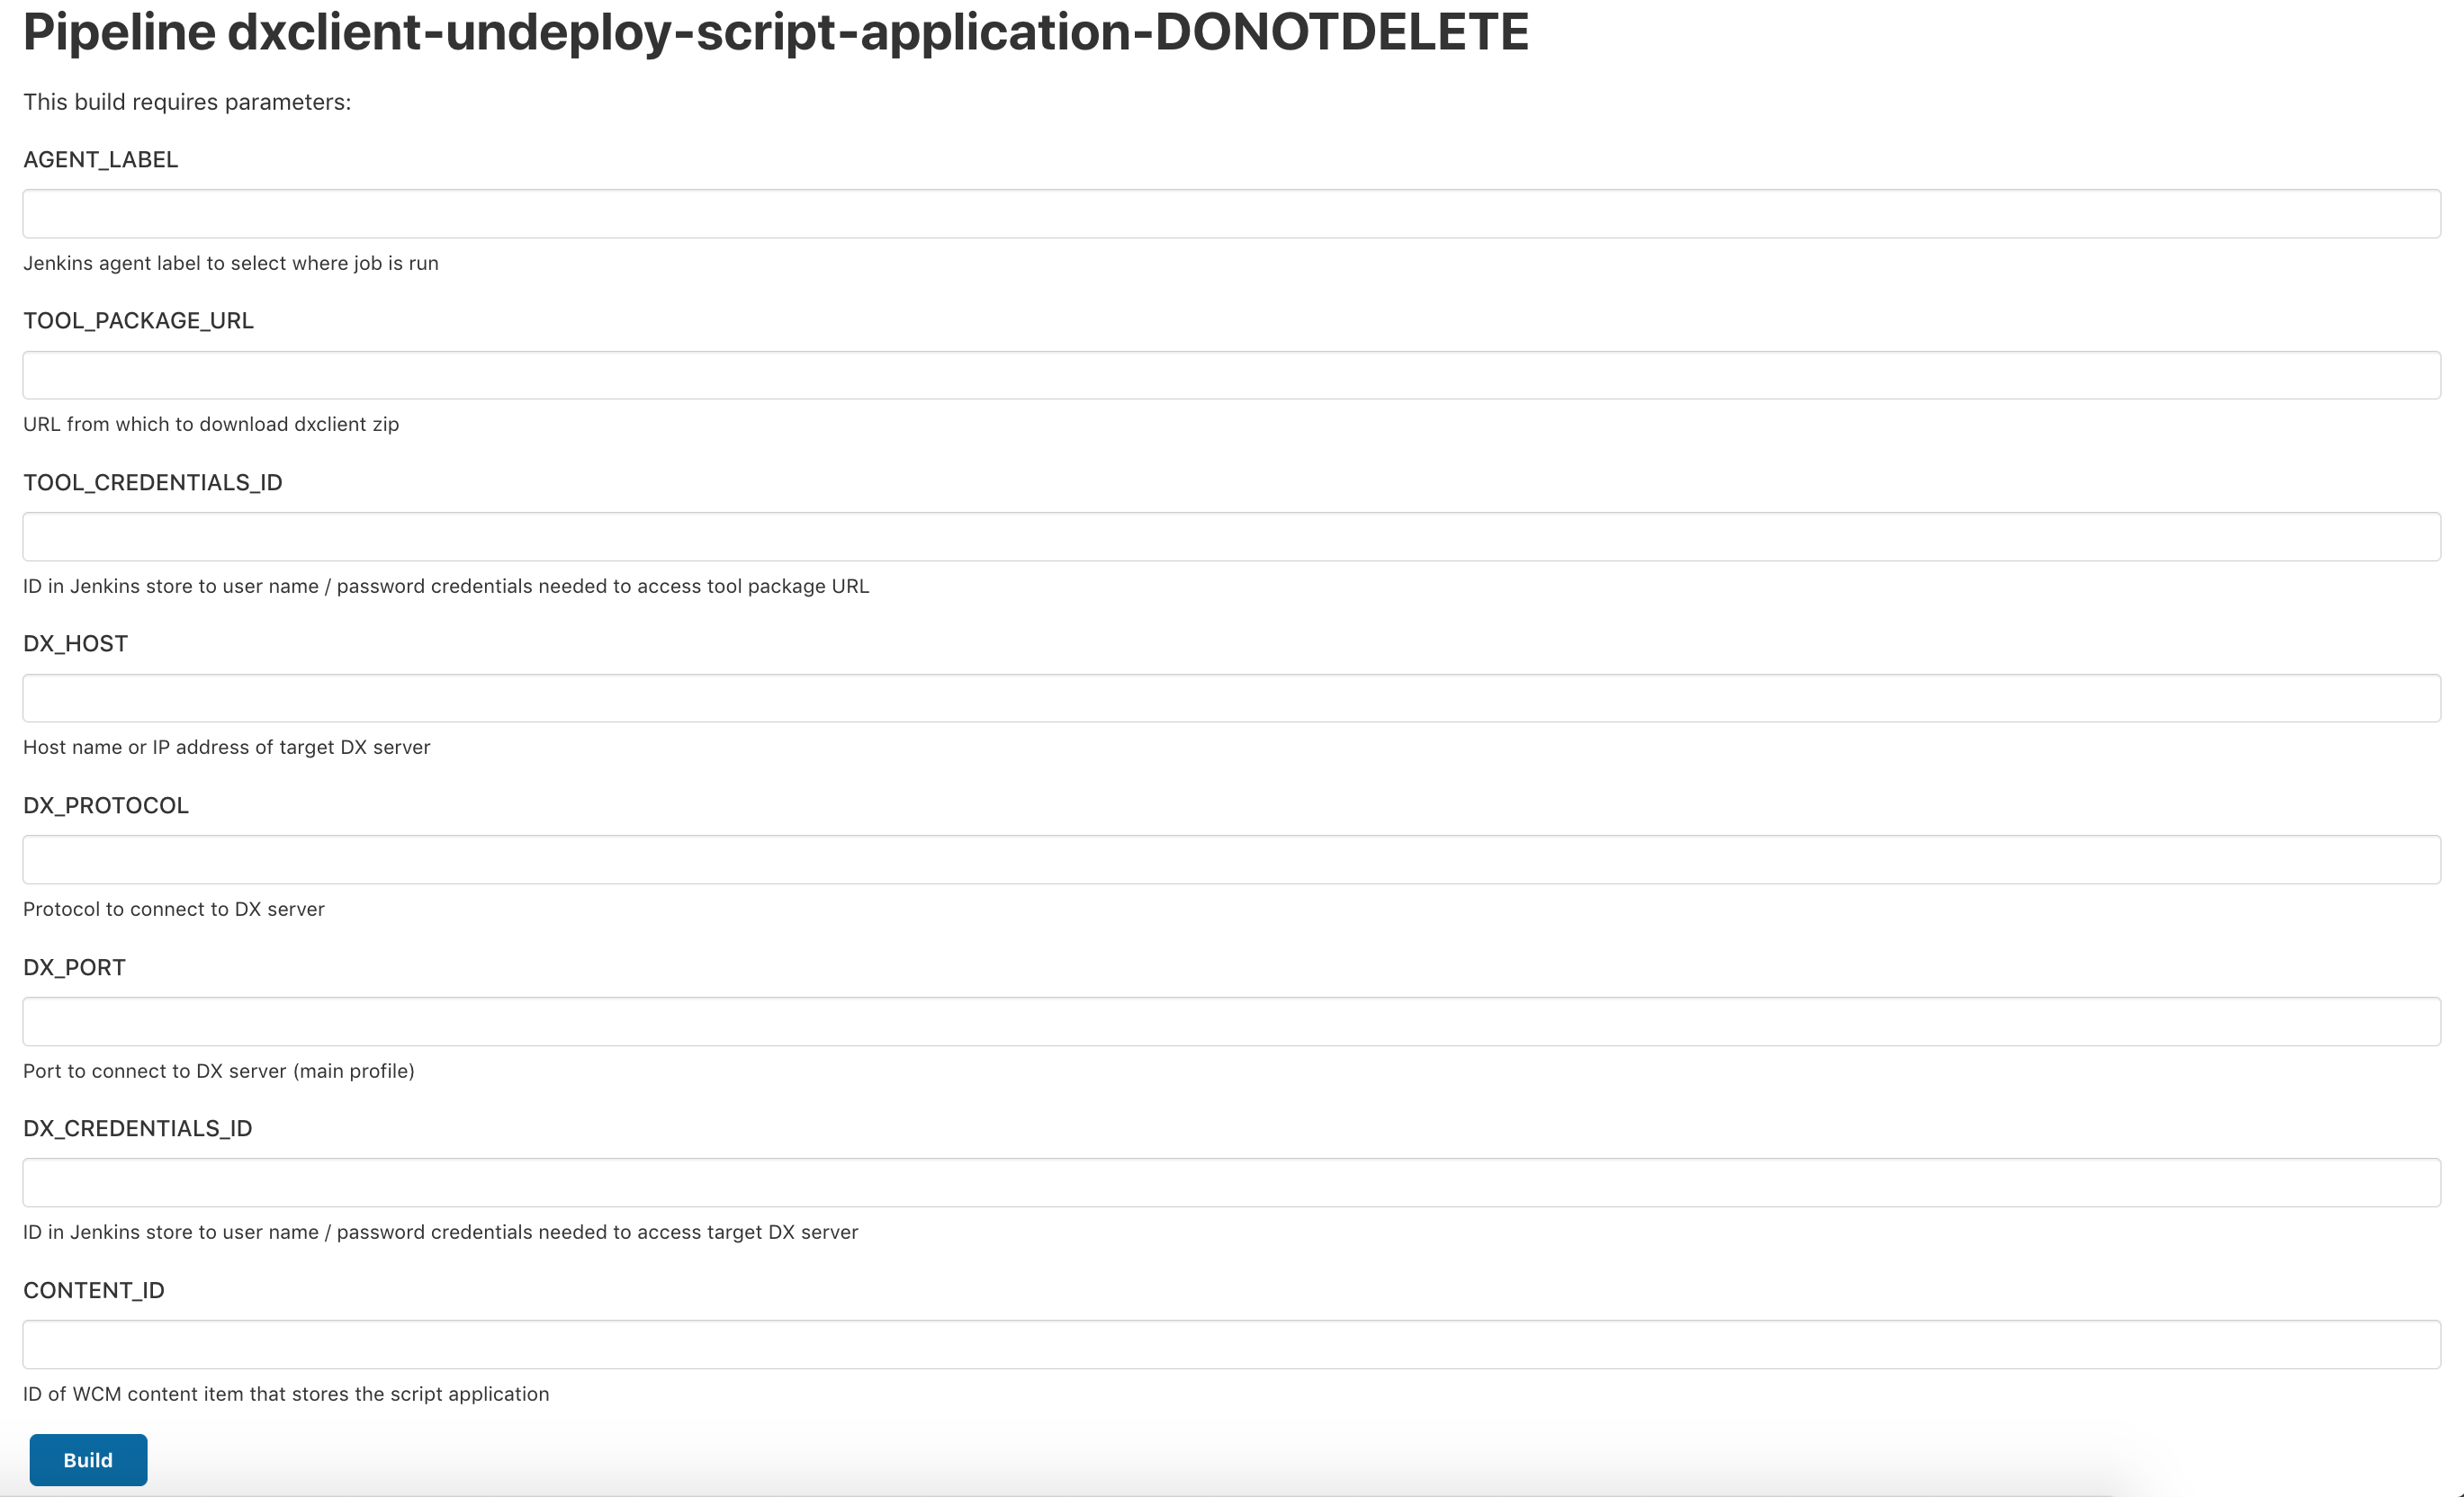 Pipeline dxclient-undeploy-script-application-DONOTDELETE
This build requires parameters:
AGENT_LABEL
Jenkins agent label to select where job is run
TOOL_PACKAGE_URL
URL from which to download dxclient zip
TOOL_CREDENTIALS_ID
ID in Jenkins store to user name / password credentials needed to access tool package URL
DX_HOST
Host name or IP address of target DX server
DX_PROTOCOL
Protocol to connect to DX server
DX_PORT
Port to connect to DX server (main profile)
DX_CREDENTIALS_ID
ID in Jenkins store to user name / password credentials needed to access target DX server
CONTENT_ID
ID of WCM content item that stores the script application
Build